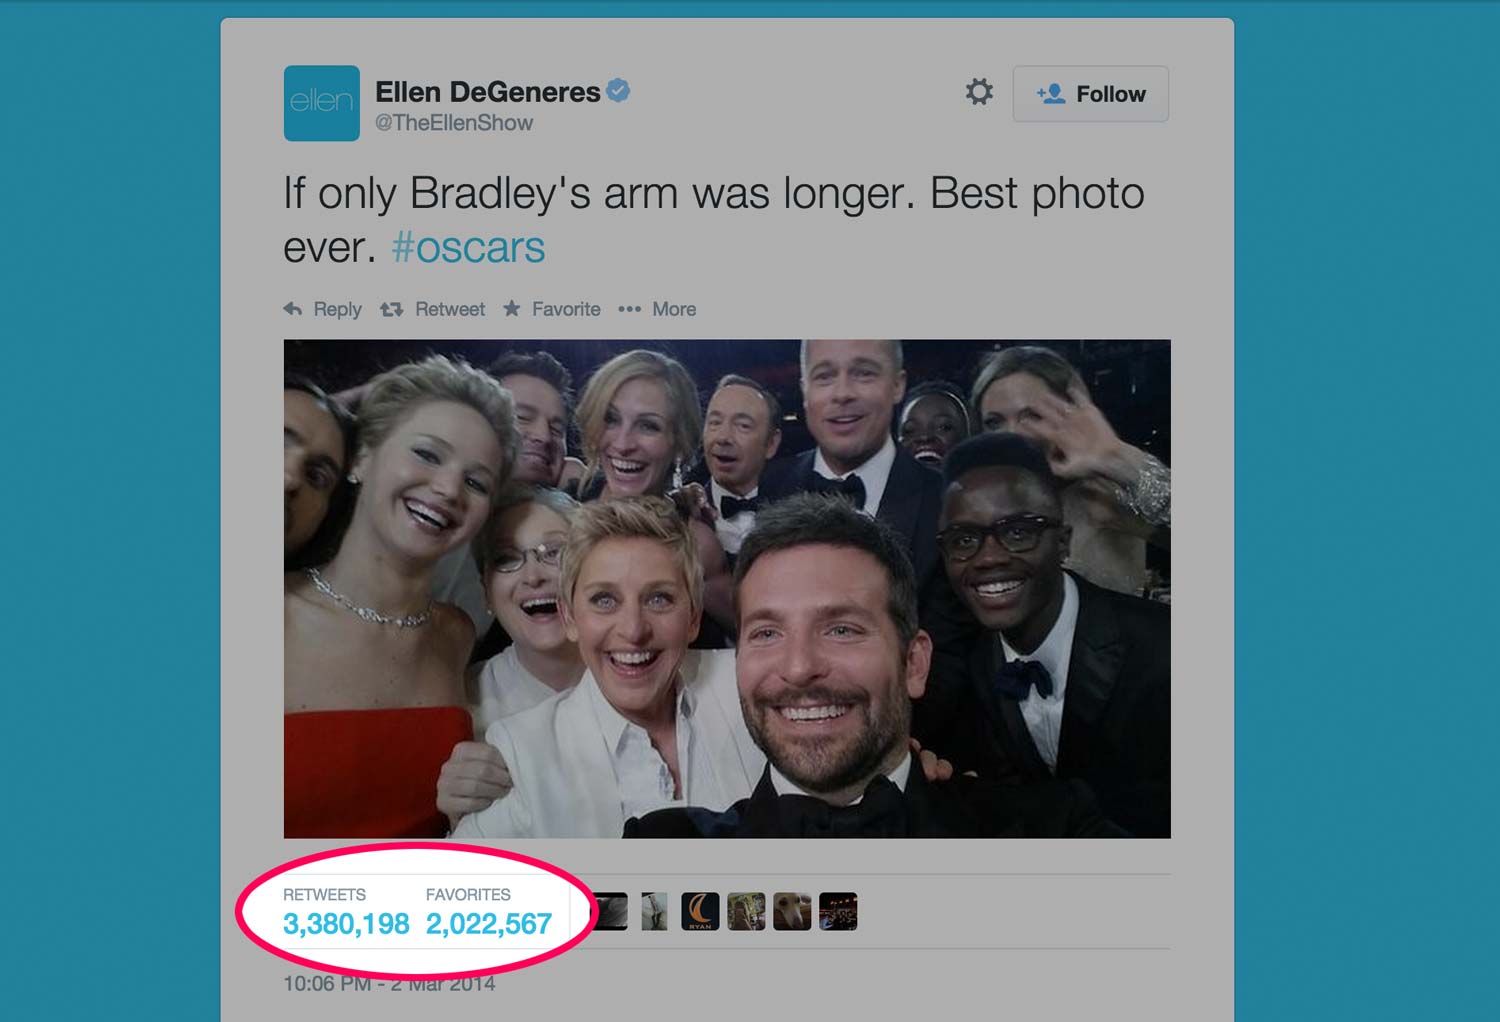 ellen
Ellen DeGeneres
@TheEllenShow
Follow
If only Bradley's arm was longer. Best photo
ever. #oscars
Reply Retweet Favorite More
RETWEETS FAVORITES
3,380,198 2,022,567
RYAN
10:06 PM - 2 Mar 2014